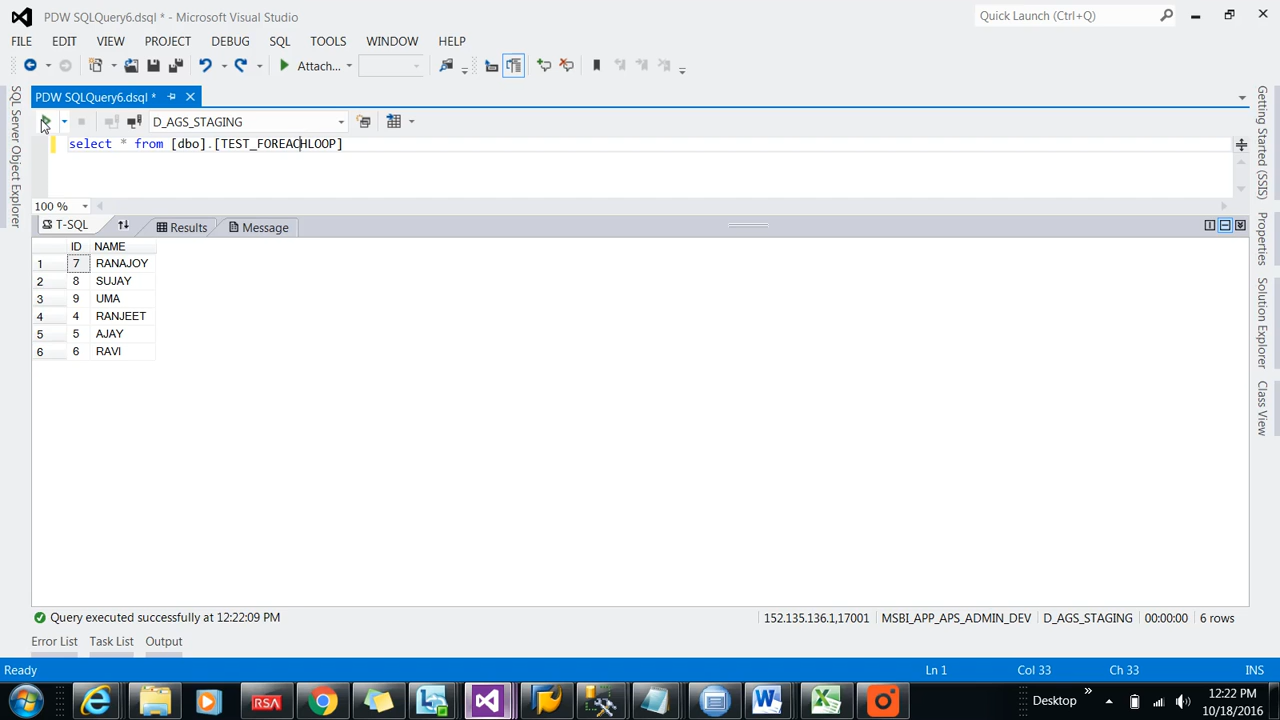 PDW SQLQuery6.dsql * - Microsoft Visual Studio
Quick Launch (Ctrl+Q)
FILE EDIT VIEW PROJECT DEBUG SQL TOOLS WINDOW HELP
Attach...
PDW SQLQuery6.dsql *
D_AGS_STAGING
select * from [dbo].[TEST_FOREACHLOOP]
100 %
T-SQL Results Message
ID NAME
1 7 RANAJOY
2 8 SUJAY
3 9 UMA
4 4 RANJEET
5 5 AJAY
6 6 RAVI
Query executed successfully at 12:22:09 PM
152.135.136.1,17001 MSBI_APP_APS_ADMIN_DEV D_AGS_STAGING 00:00:00 6 rows
Error List Task List Output
Ready Ln 1 Col 33 Ch 33 INS
SQL Server Object Explorer
Getting Started (SSIS)
Properties
Solution Explorer
Class View
RSA
Desktop
12:22 PM
10/18/2016